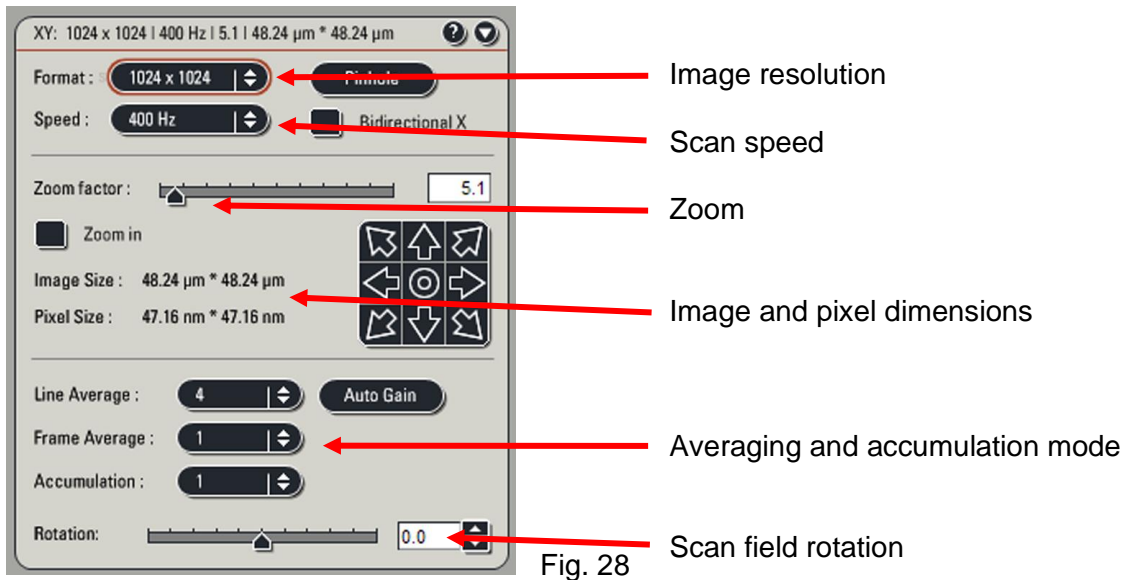 XY: 1024 x 1024 | 400 Hz | 5.1 | 48.24 µm * 48.24 µm
Format : 1024 x 1024 Pinhole
Image resolution
Speed : 400 Hz Bidirectional X
Scan speed
Zoom factor : 5.1
Zoom
Zoom in
Image Size : 48.24 µm * 48.24 µm
Pixel Size : 47.16 nm * 47.16 nm
Image and pixel dimensions
Line Average : 4 Auto Gain
Frame Average : 1
Averaging and accumulation mode
Accumulation : 1
Rotation: 0.0
Scan field rotation
Fig. 28